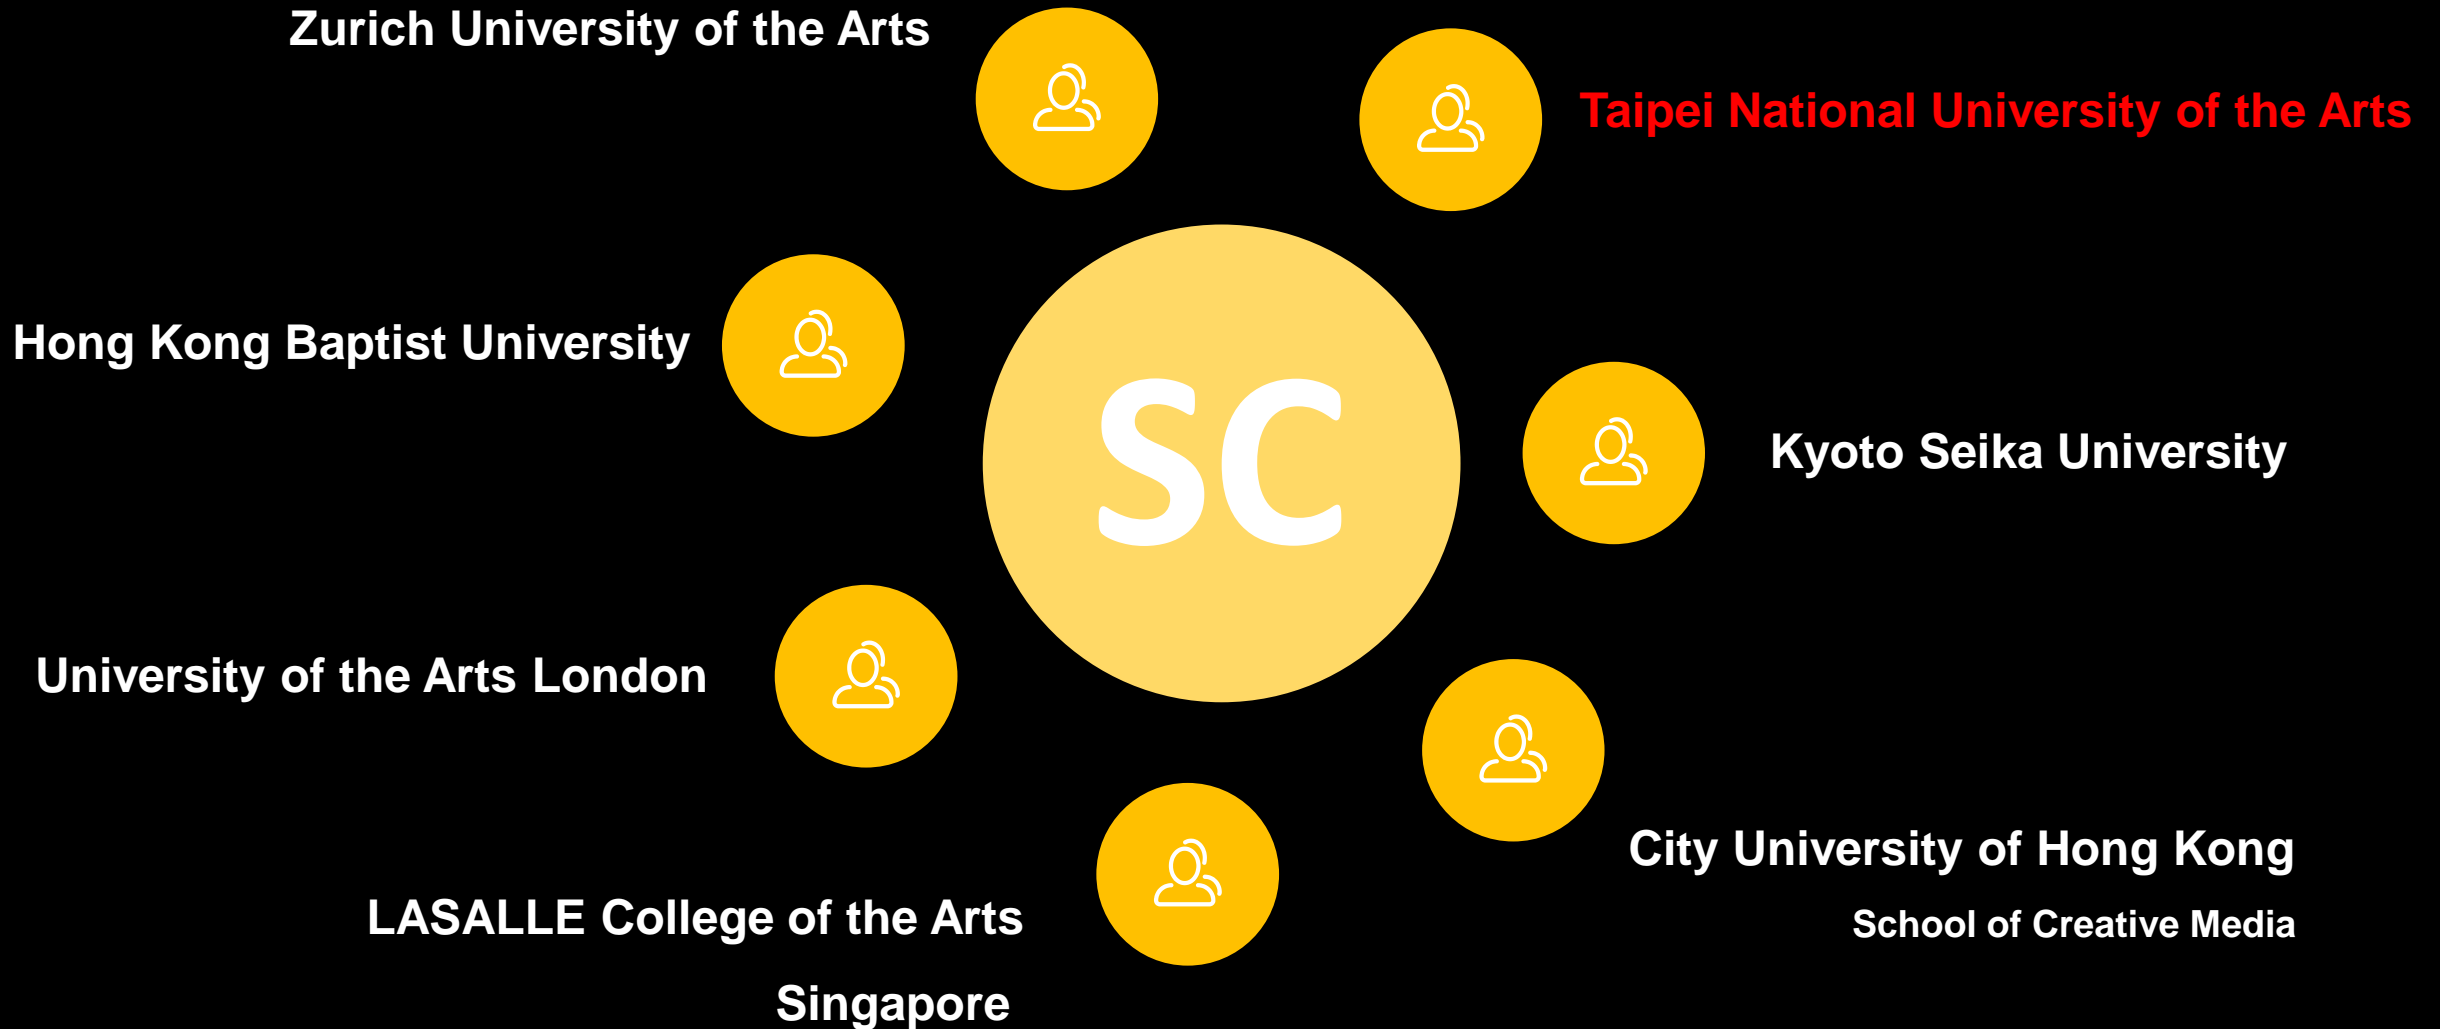 Zurich University of the Arts
Taipei National University of the Arts
Hong Kong Baptist University
SC
Kyoto Seika University
University of the Arts London
City University of Hong Kong
School of Creative Media
LASALLE College of the Arts
Singapore